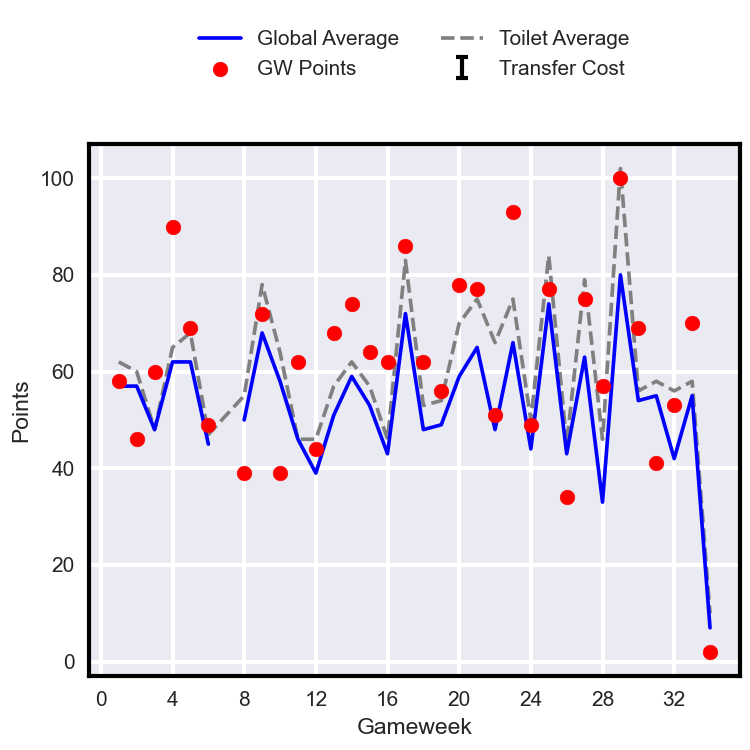 Global Average
Toilet Average
GW Points
Transfer Cost
100
80
60
40
20
0
Points
0 4 8 12 16 20 24 28 32
Gameweek